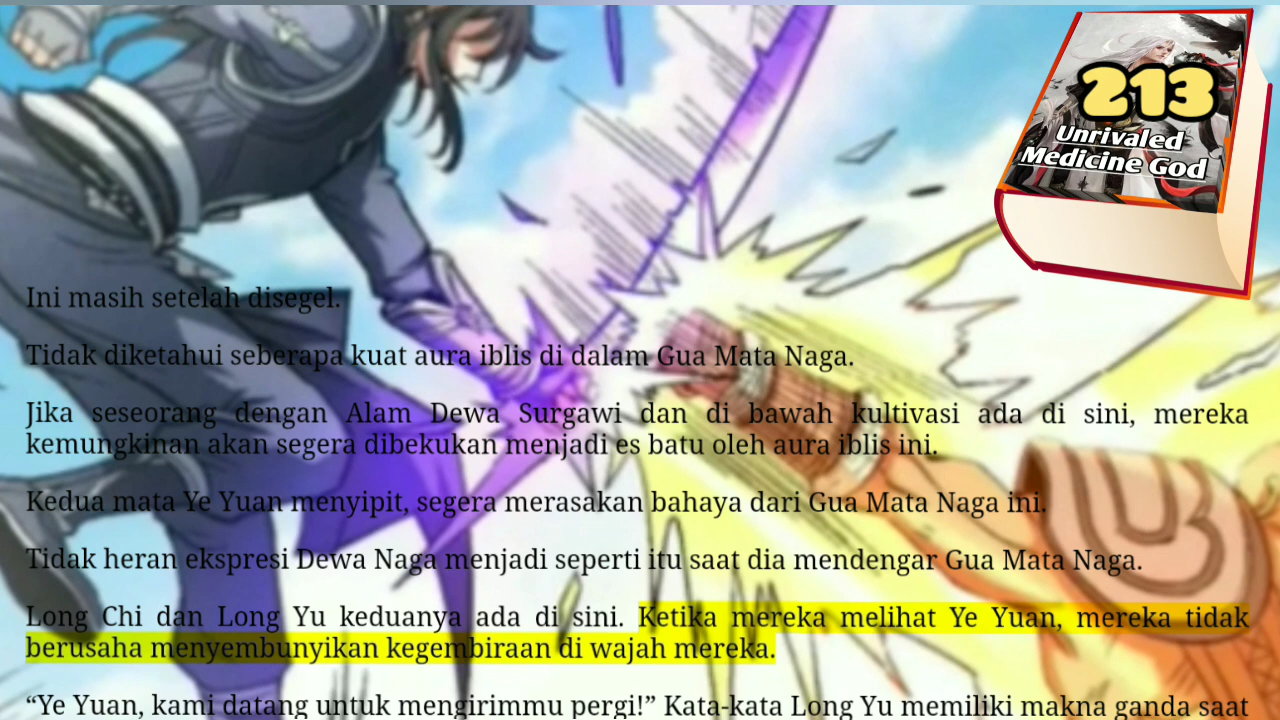 213
Unrivaled
Medicine God
Ini masih setelah disegel.
Tidak diketahui seberapa kuat aura iblis di dalam Gua Mata Naga.
Jika seseorang dengan Alam Dewa Surgawi dan di bawah kultivasi ada di sini, mereka
kemungkinan akan segera dibekukan menjadi es batu oleh aura iblis ini.
Kedua mata Ye Yuan menyipit, segera merasakan bahaya dari Gua Mata Naga ini.
Tidak heran ekspresi Dewa Naga menjadi seperti itu saat dia mendengar Gua Mata Naga.
Long Chi dan Long Yu keduanya ada di sini. Ketika mereka melihat Ye Yuan, mereka tidak
berusaha menyembunyikan kegembiraan di wajah mereka.
“Ye Yuan, kami datang untuk mengirimmu pergi!” Kata-kata Long Yu memiliki makna ganda saat